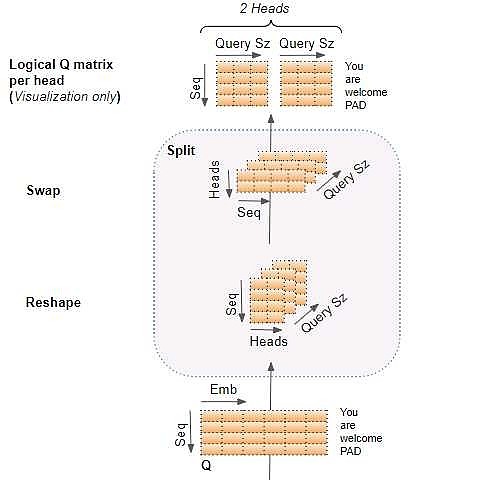 2 Heads
Query Sz Query Sz
Logical Q matrix
per head
(Visualization only)
Seq
You
are
welcome
PAD
Split
Swap
Heads
Query Sz
Seq
Reshape
Seq
Query Sz
Heads
Emb
Seq
You
are
welcome
PAD
Q